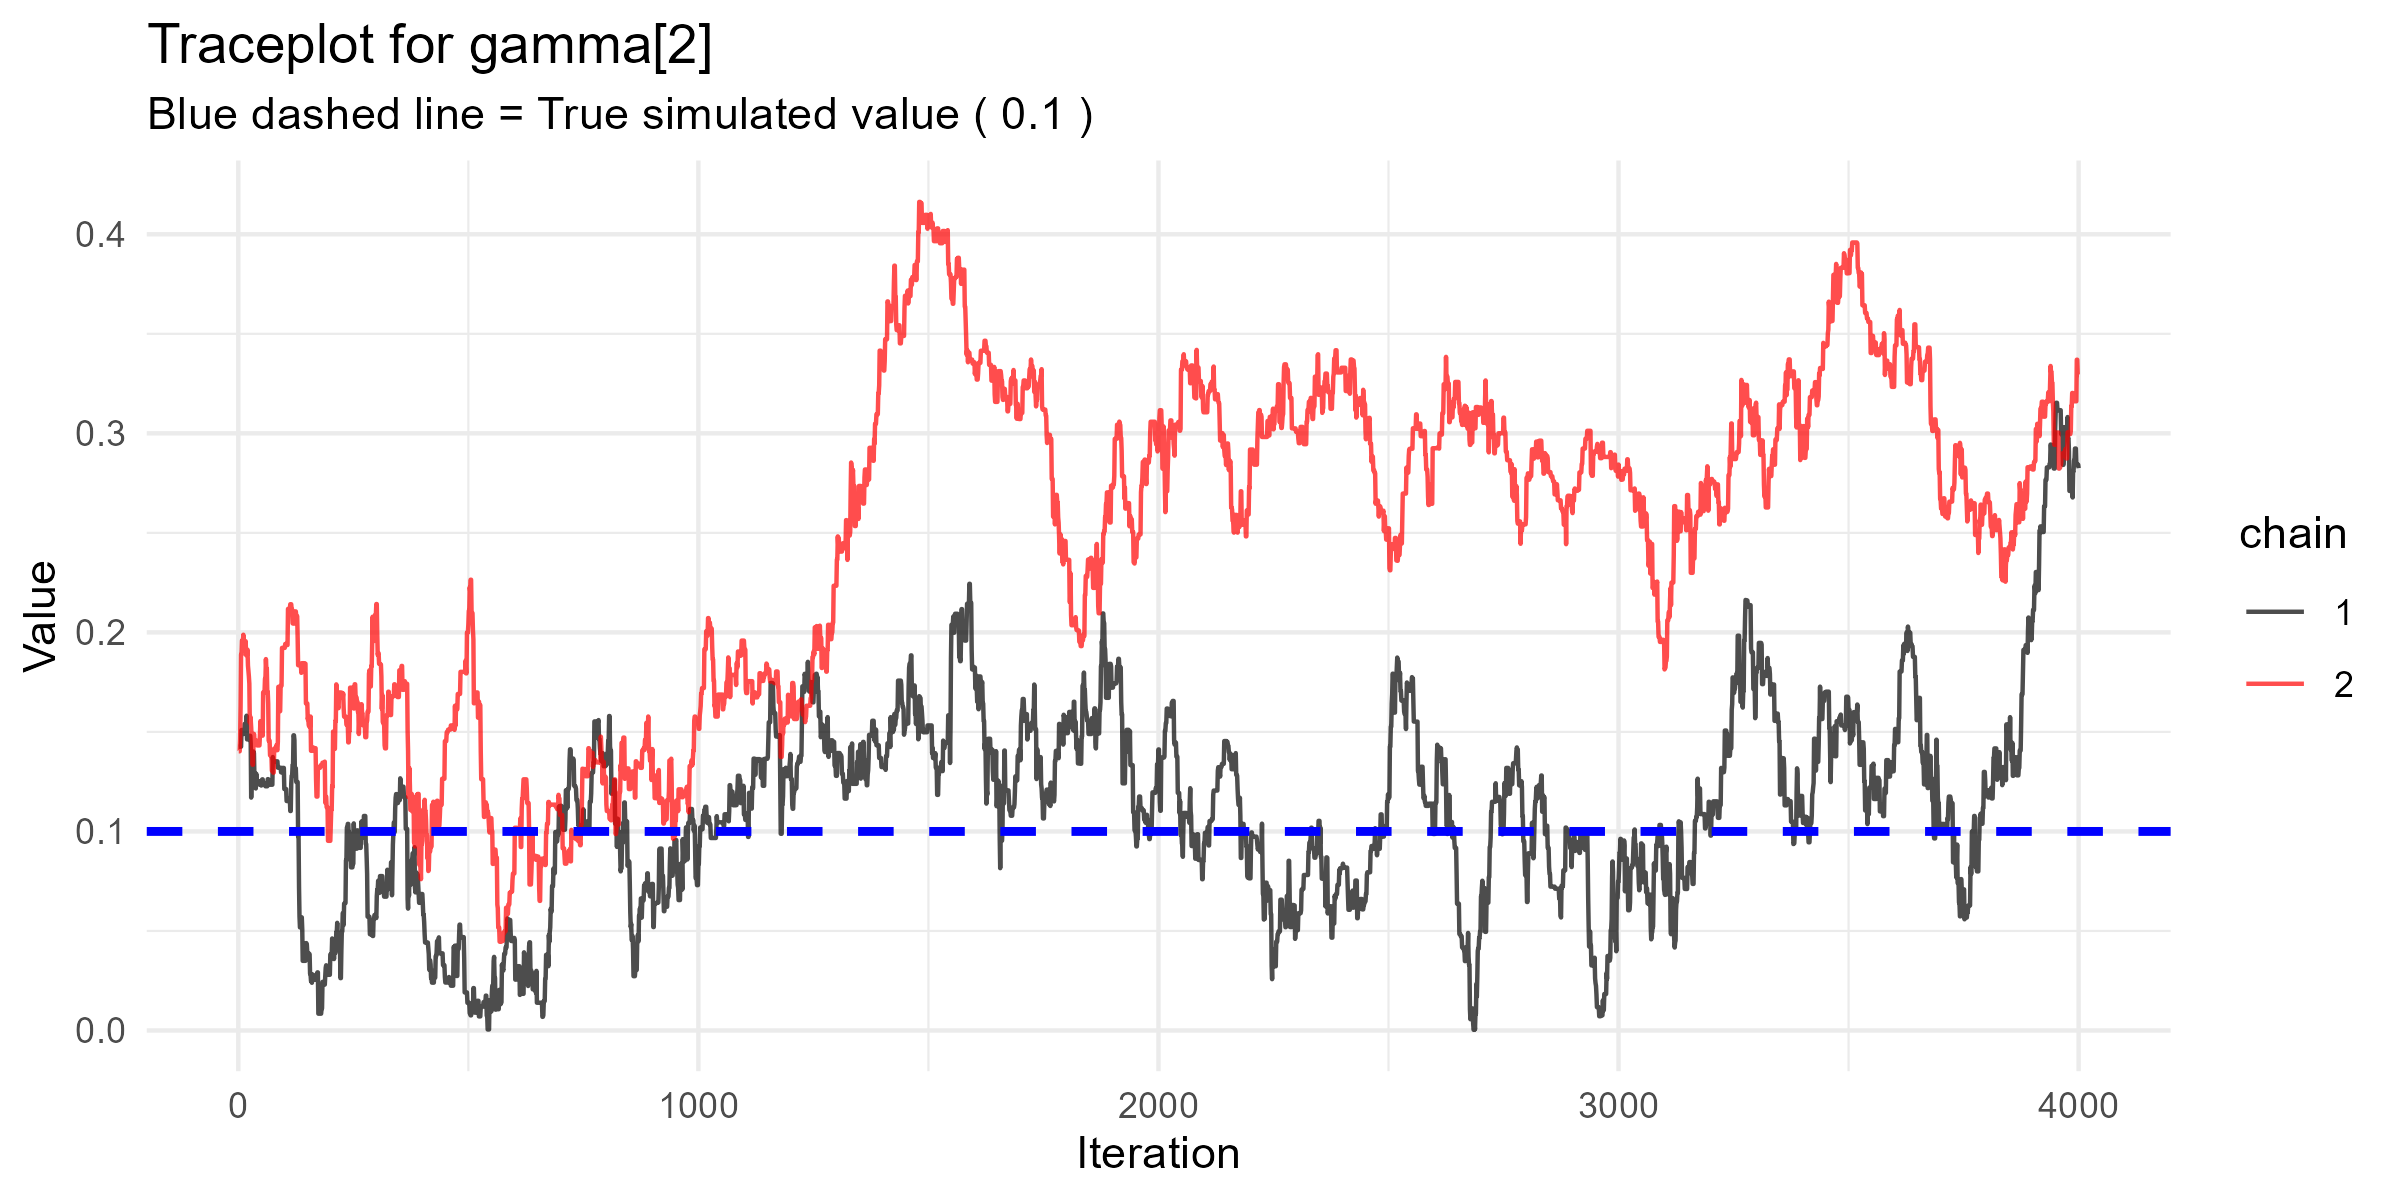 Traceplot for gamma[2]
Blue dashed line = True simulated value ( 0.1 )
0.4
0.3
0.2
0.1
0.0
Value
0 1000 2000 3000 4000
Iteration
chain
1
2